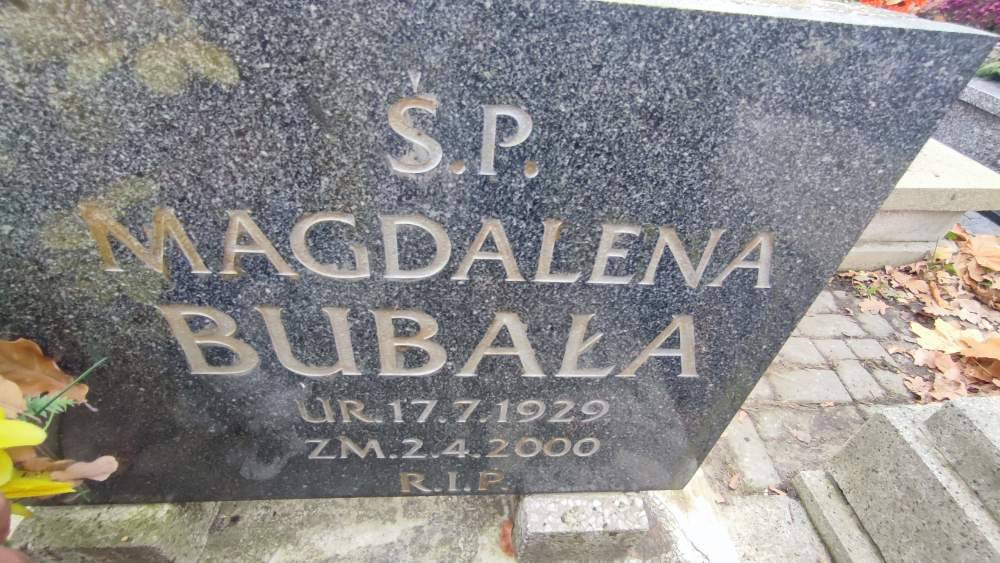 Ś.P.
MAGDALENA
BUBAŁA
UR.17.7.1929
ZM.2.4.2000
R.I.P.